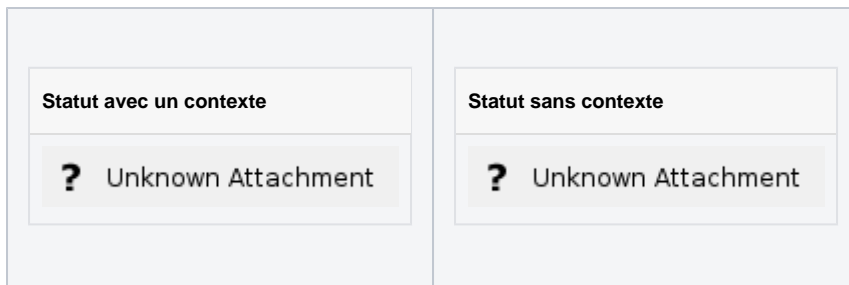 Statut avec un contexte
? Unknown Attachment
Statut sans contexte
? Unknown Attachment